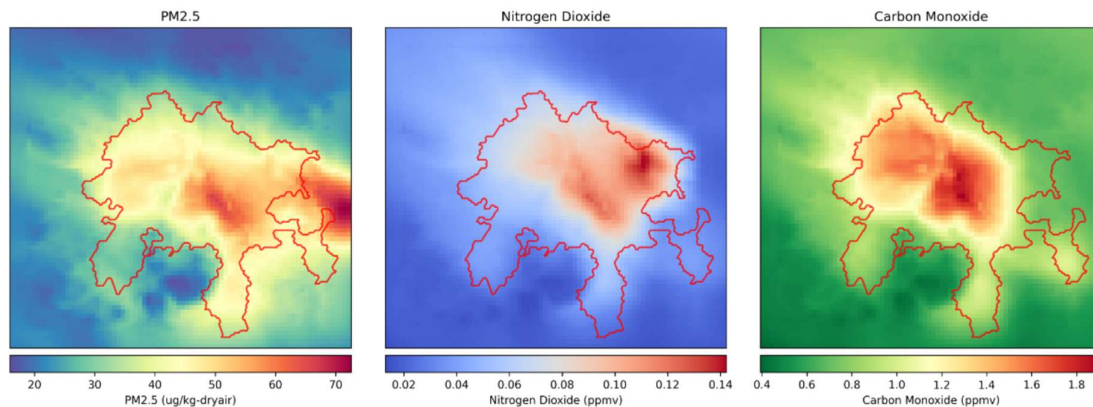 PM2.5
Nitrogen Dioxide
Carbon Monoxide
20 30 40 50 60 70
0.02 0.04 0.06 0.08 0.10 0.12 0.14
0.4 0.6 0.8 1.0 1.2 1.4 1.6 1.8
PM2.5 (ug/kg-dryair)
Nitrogen Dioxide (ppmv)
Carbon Monoxide (ppmv)